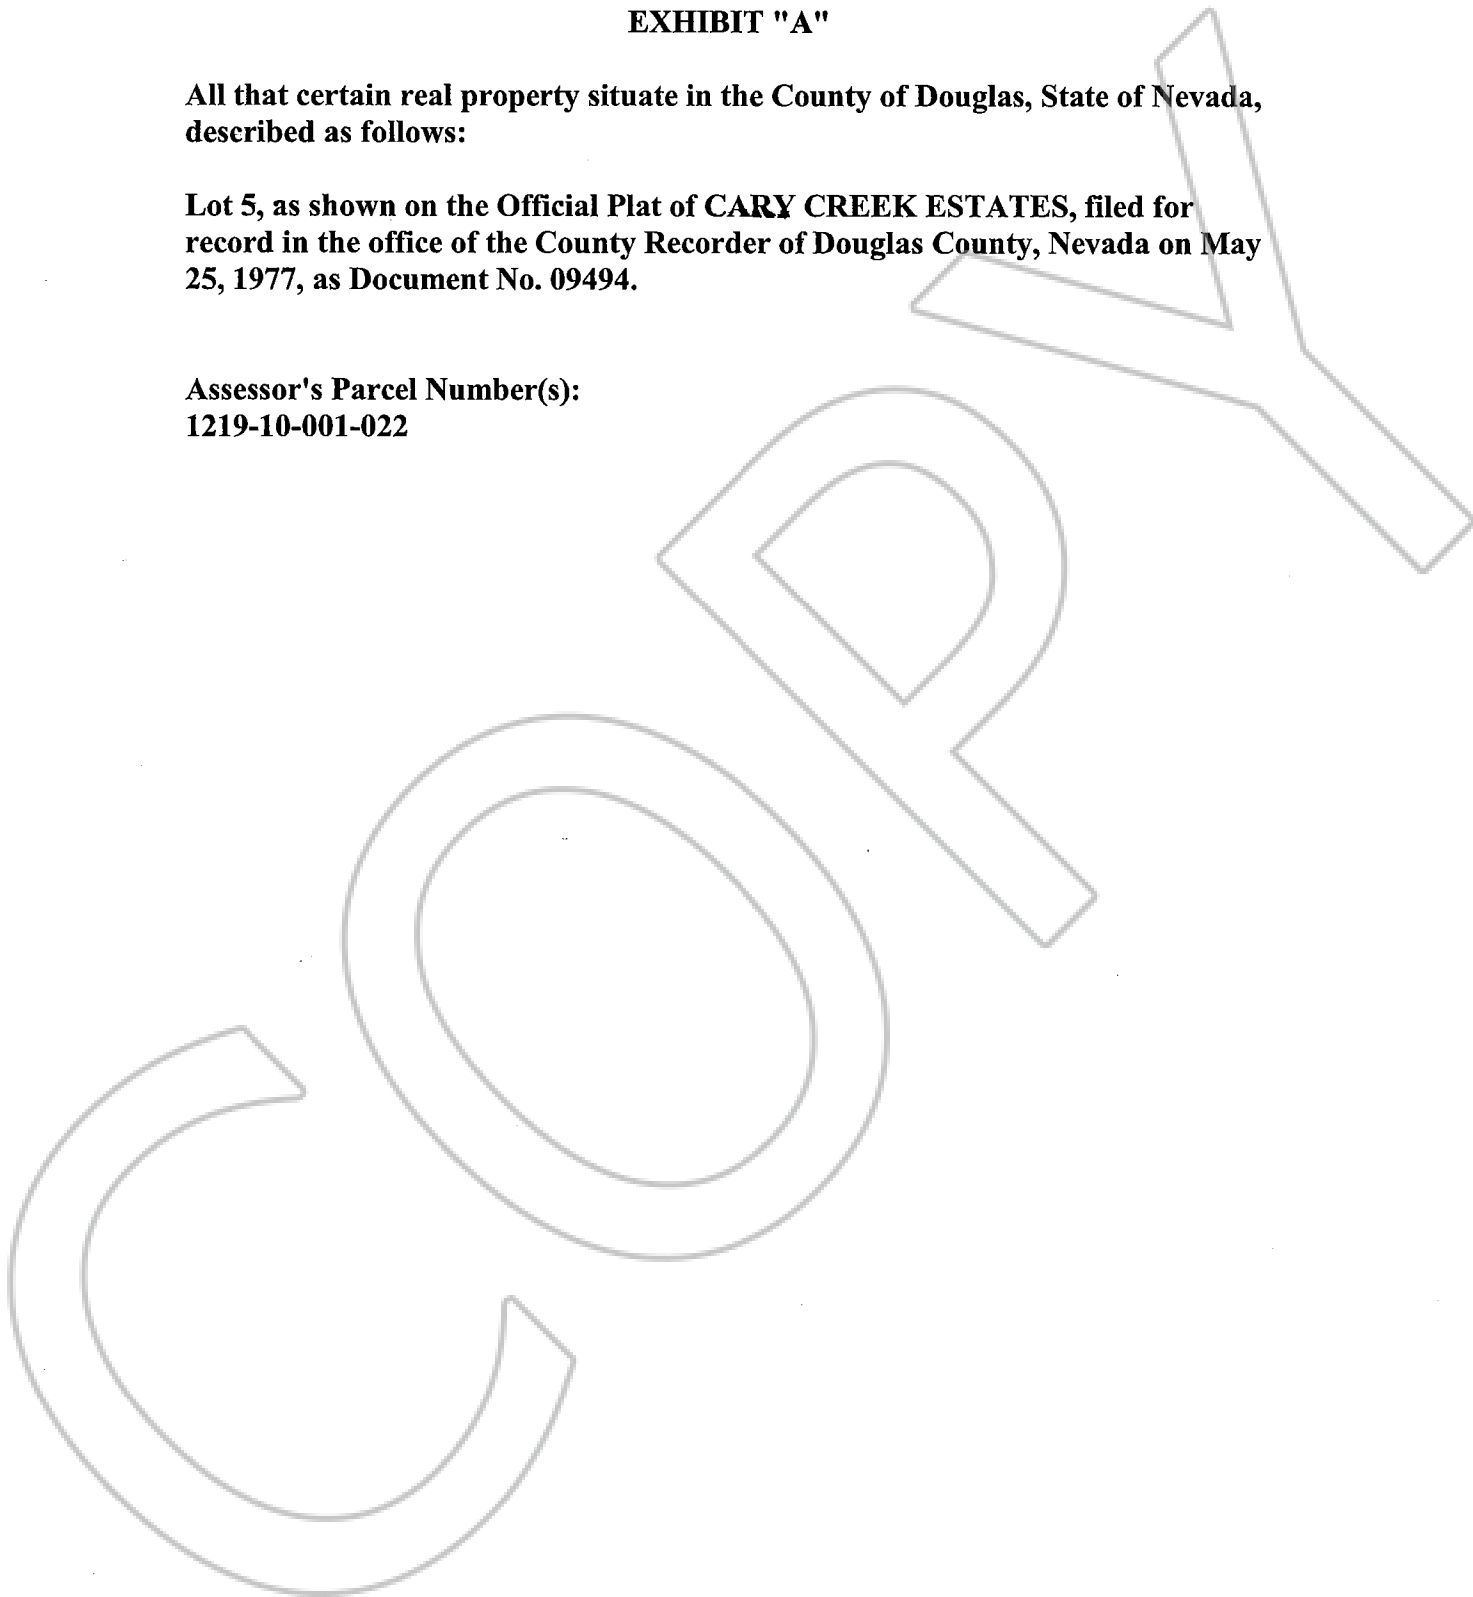 EXHIBIT "A"
All that certain real property situate in the County of Douglas, State of Nevada,
described as follows:
Lot 5, as shown on the Official Plat of CARY CREEK ESTATES, filed for
record in the office of the County Recorder of Douglas County, Nevada on May
25, 1977, as Document No. 09494.
Assessor's Parcel Number(s):
1219-10-001-022
COPY